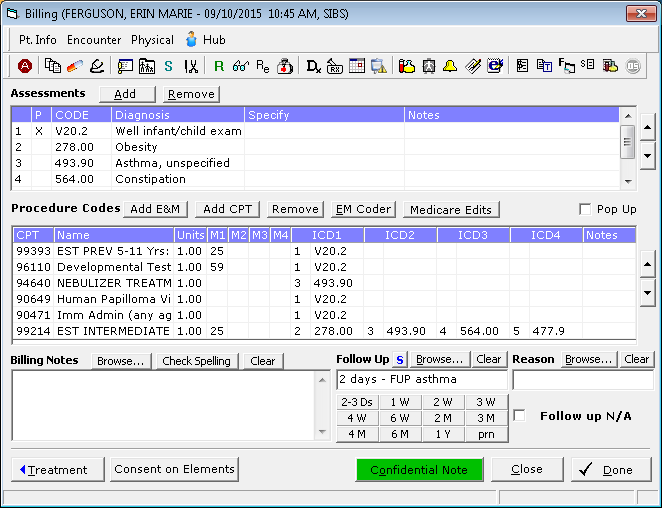 Billing (FERGUSON, ERIN MARIE - 09/10/2015 10:45 AM, SIBS)
Pt. Info Encounter Physical Hub
Assessments Add Remove
P CODE Diagnosis Specify Notes
1 X V20.2 Well infant/child exam
2 278.00 Obesity
3 493.90 Asthma, unspecified
4 564.00 Constipation
Procedure Codes Add E&M Add CPT Remove EM Coder Medicare Edits Pop Up
CPT Name Units M1 M2 M3 M4 ICD1 ICD2 ICD3 ICD4 Notes
99393 EST PREV 5-11 Yrs: 1.00 25 1 V20.2
96110 Developmental Test 1.00 59 1 V20.2
94640 NEBULIZER TREATM 1.00 3 493.90
90649 Human Papilloma Vi 1.00 1 V20.2
90471 Imm Admin (any ag 1.00 1 V20.2
99214 EST INTERMEDIATE 1.00 25 2 278.00 3 493.90 4 564.00 5 477.9
Billing Notes Browse... Check Spelling Clear Follow Up S Browse... Clear Reason Browse... Clear
2 days - FUP asthma
2-3 Ds 1 W 2 W 3 W
4 W 6 W 2 M 3 M
4 M 6 M 1 Y prn
Follow up N/A
Treatment Consent on Elements Confidential Note Close Done